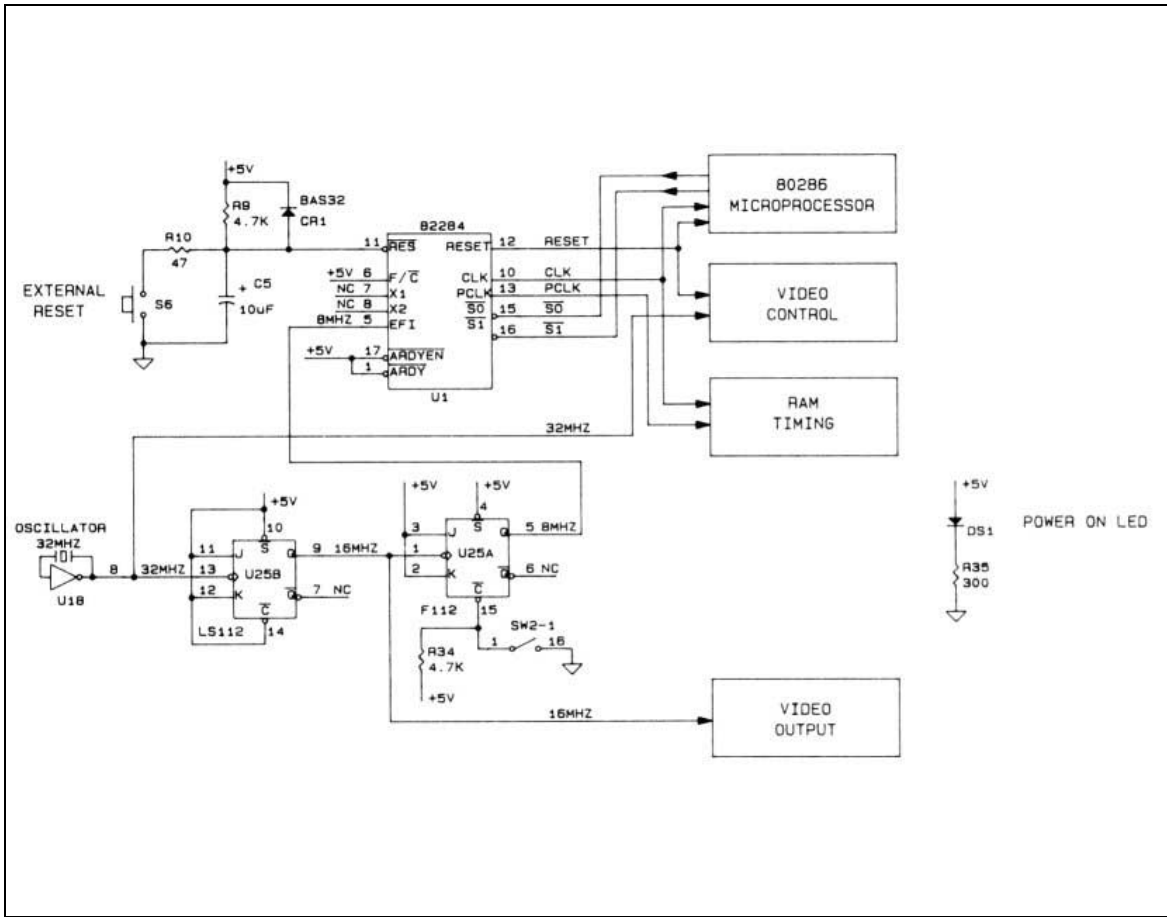 +5V
R9
4.7K
BAS32
CR1
R10
47
EXTERNAL
RESET
S6
+ C5
10uF
82284
11 RES
+5V 6 F/C
NC 7 X1
NC 8 X2
8MHZ 5 EFI
+5V
17 ARDYEN
1 ARDY
RESET 12 RESET
CLK 10 CLK
PCLK 13 PCLK
S0 15 S0
S1 16 S1
U1
80286
MICROPROCESSOR
VIDEO
CONTROL
RAM
TIMING
32MHZ
OSCILLATOR
32MHZ
U18
8
32MHZ
+5V
10
11 J
S
Q 9 16MHZ
13
U25B
12 K
Q 7 NC
C
LS112
14
+5V
+5V
4
3 J
S
Q 5 8MHZ
1
U25A
2 K
Q 6 NC
C
F112
15
R34
4.7K
+5V
SW2-1
1 16
16MHZ
VIDEO
OUTPUT
+5V
DS1
R35
300
POWER ON LED